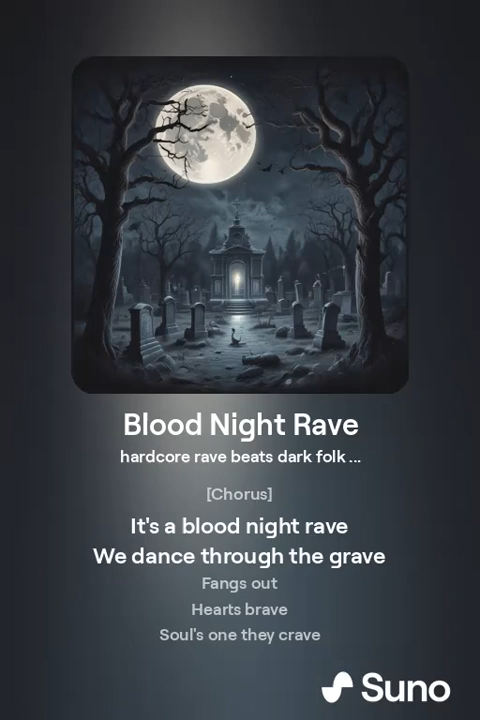 Blood Night Rave
hardcore rave beats dark folk ...
[Chorus]
It's a blood night rave
We dance through the grave
Fangs out
Hearts brave
Soul's one they crave
Suno